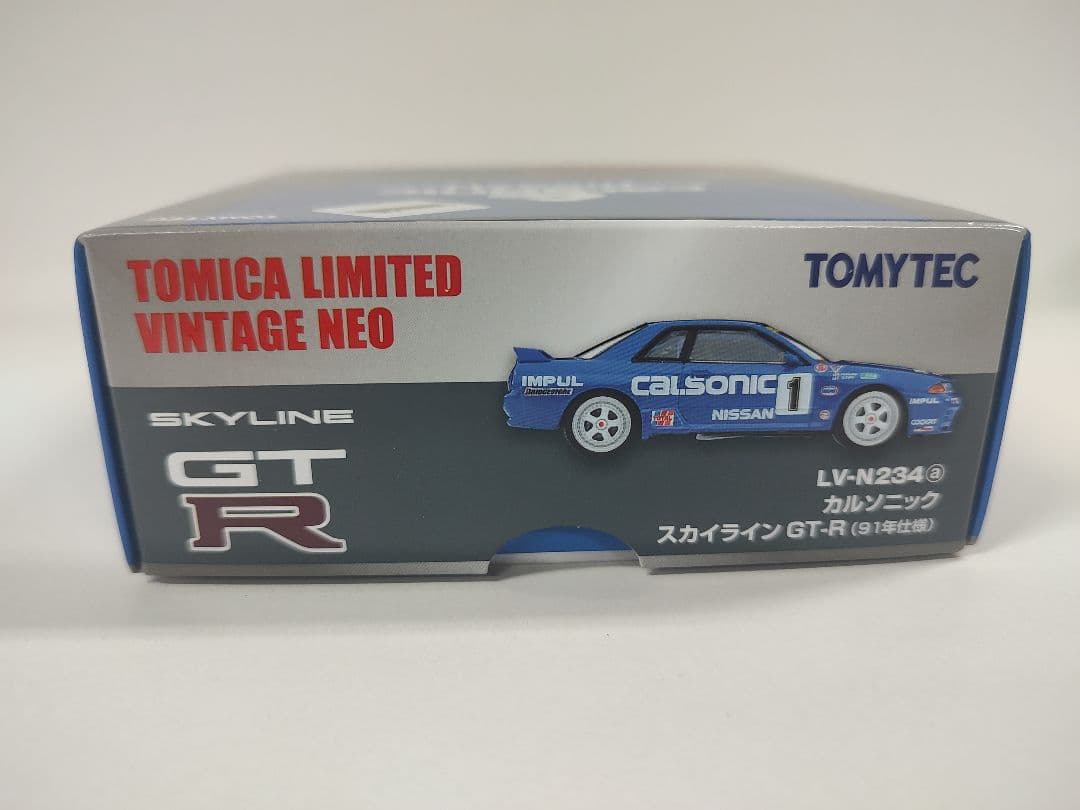 TOMICA LIMITED
VINTAGE NEO
TOMYTEC
SKYLINE
GT
R
IMPUL
BRIDGESTONE
CALSONIC
1
NISSAN
IMPUL
LV-N234ⓐ
カルソニック
スカイライン GT-R (91年仕様)